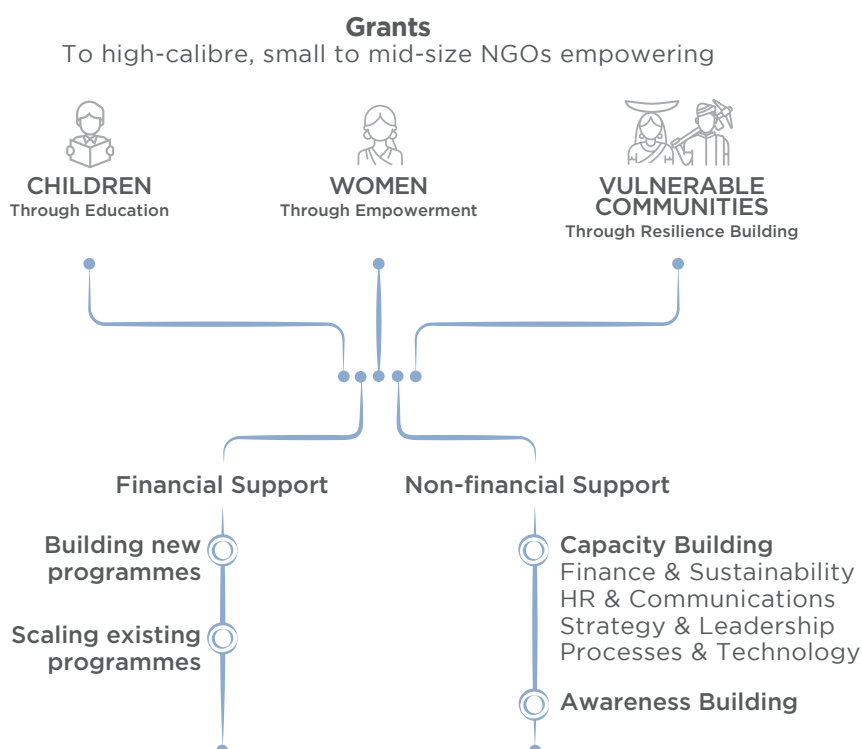 Grants
To high-calibre, small to mid-size NGOs empowering
CHILDREN
Through Education
WOMEN
Through Empowerment
VULNERABLE
COMMUNITIES
Through Resilience Building
Financial Support
Building new
programmes
Scaling existing
programmes
Non-financial Support
Capacity Building
Finance & Sustainability
HR & Communications
Strategy & Leadership
Processes & Technology
Awareness Building